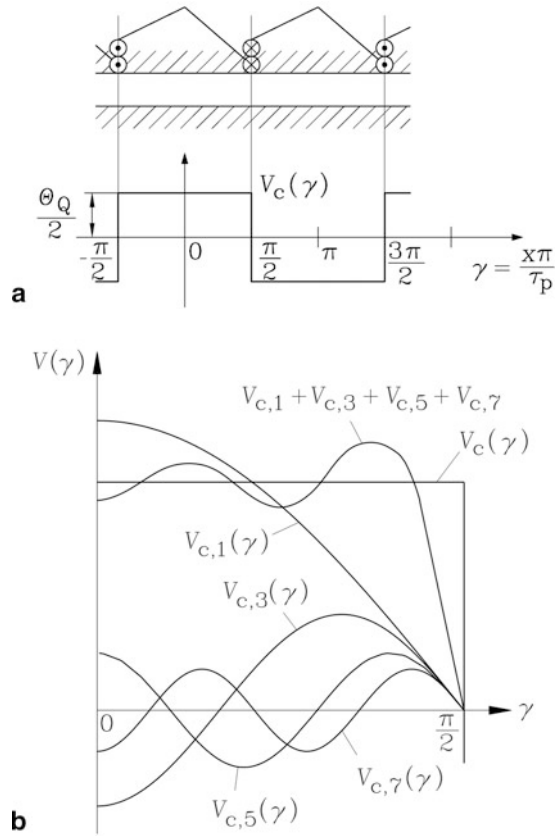 V_c(γ)
Θ_Q/2
-π/2 0 π/2 π 3π/2 γ = xπ/τ_p
a
V(γ)
V_c,1 + V_c,3 + V_c,5 + V_c,7
V_c(γ)
V_c,1(γ)
V_c,3(γ)
0 π/2 γ
V_c,7(γ)
V_c,5(γ)
b